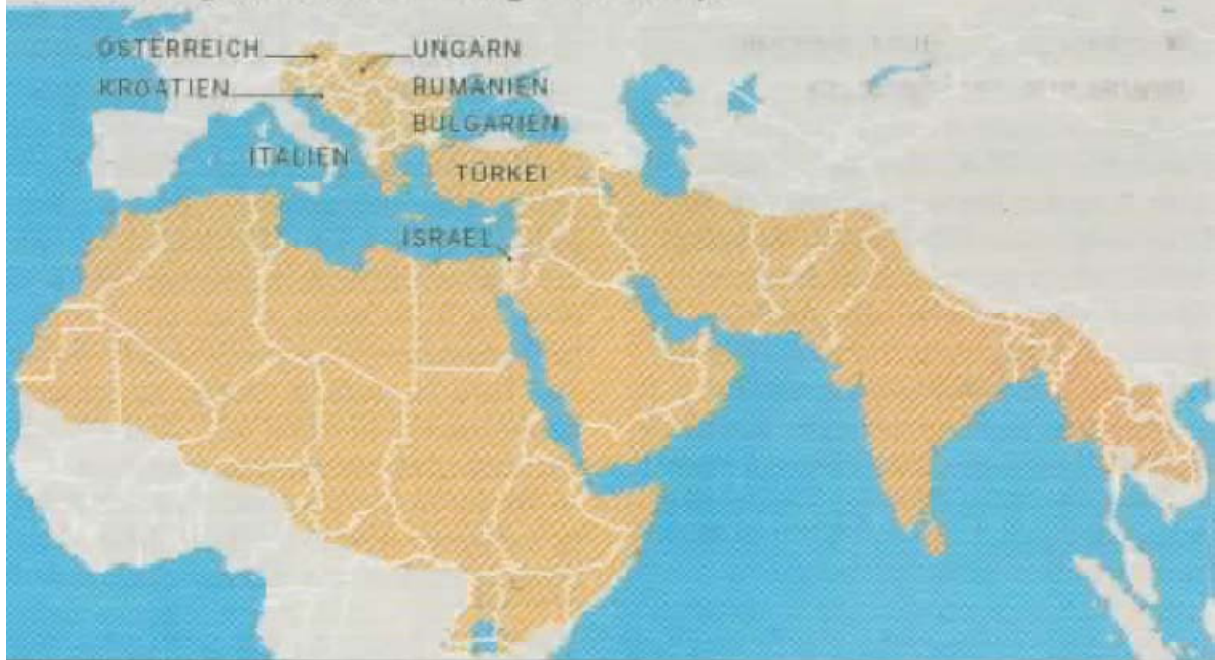 ÖSTERREICH
UNGARN
KROATIEN
RUMÄNIEN
BULGARIEN
ITALIEN
TÜRKEI
ISRAEL